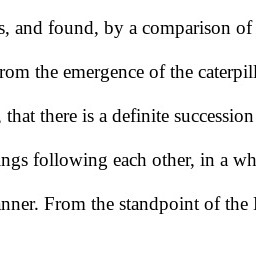 s, and found, by a comparison of
rom the emergence of the caterpill
, that there is a definite succession
ngs following each other, in a wh
nner. From the standpoint of the